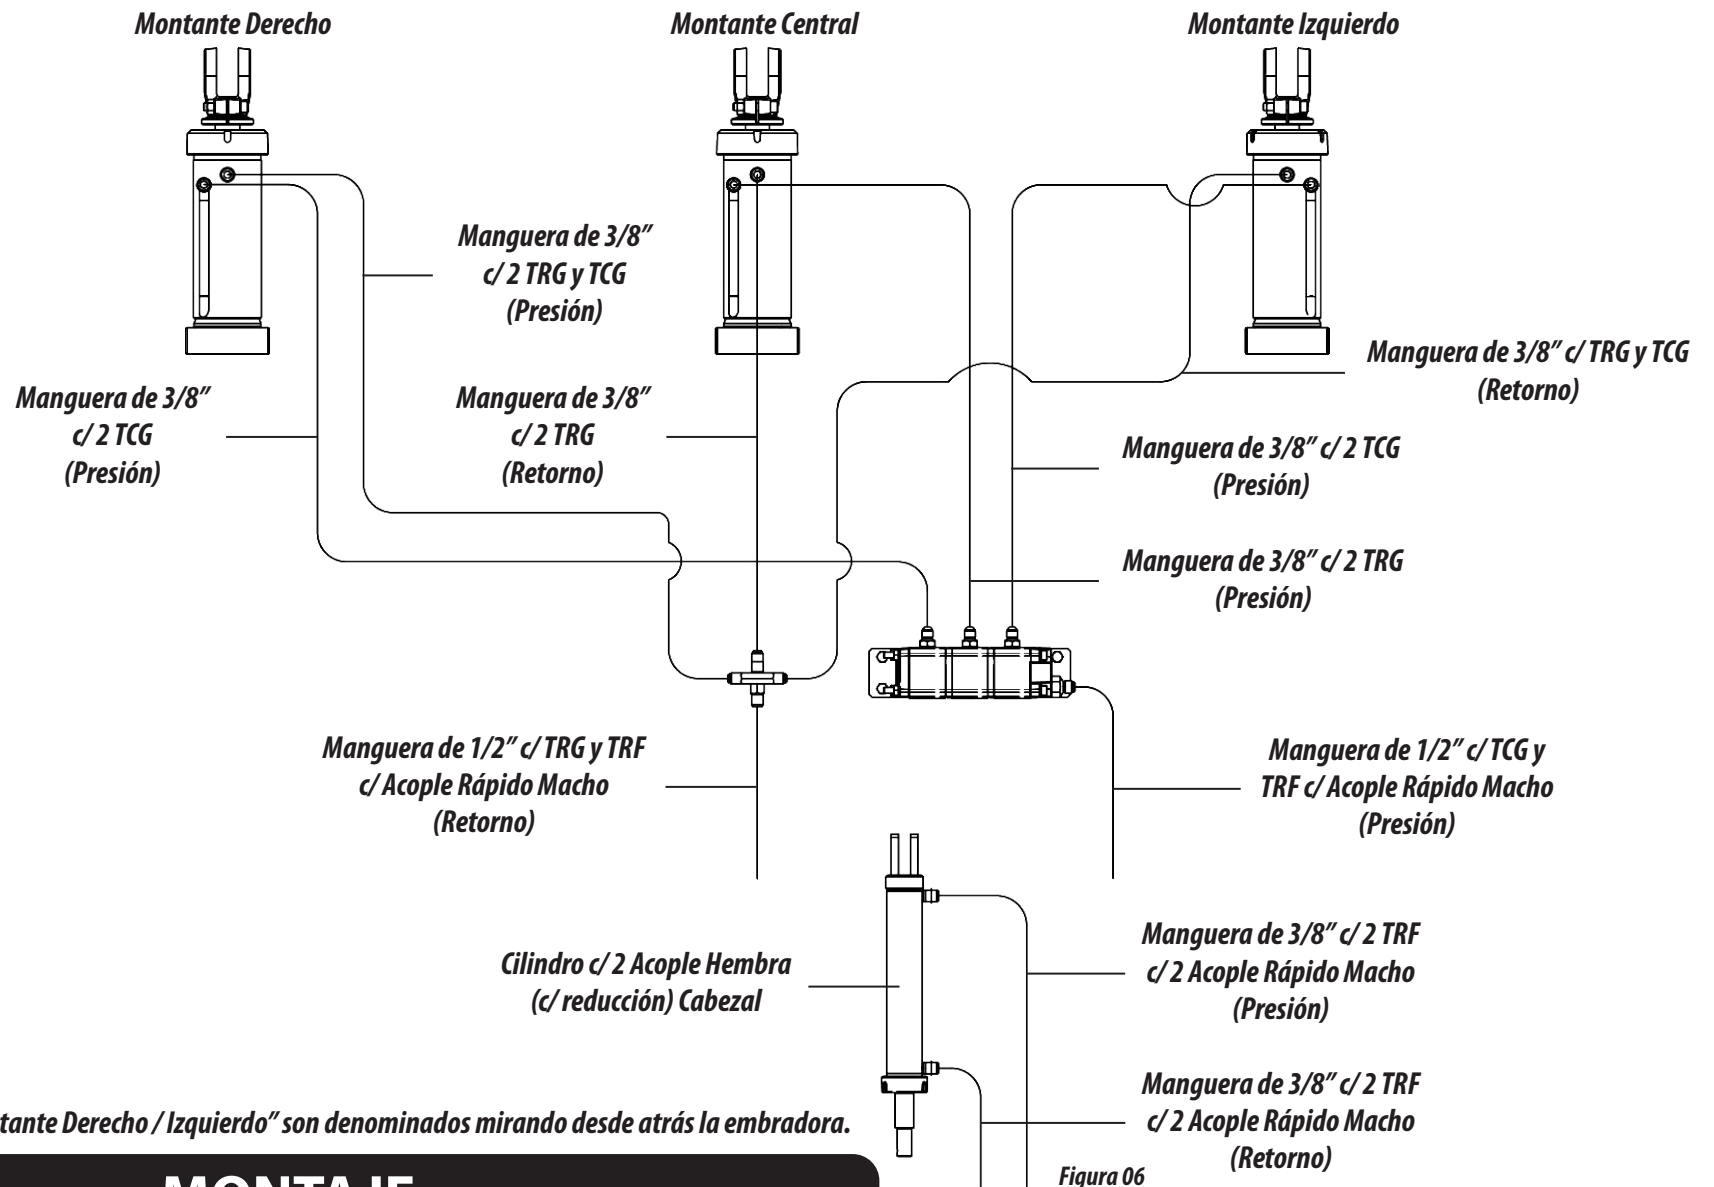 Montante Derecho
Montante Central
Montante Izquierdo
Manguera de 3/8"
c/ 2 TRG y TCG
(Presión)
Manguera de 3/8" c/ TRG y TCG
(Retorno)
Manguera de 3/8"
c/ 2 TCG
(Presión)
Manguera de 3/8"
c/ 2 TRG
(Retorno)
Manguera de 3/8" c/ 2 TCG
(Presión)
Manguera de 3/8" c/ 2 TRG
(Presión)
Manguera de 1/2" c/ TRG y TRF
c/ Acople Rápido Macho
(Retorno)
Manguera de 1/2" c/ TCG y
TRF c/ Acople Rápido Macho
(Presión)
Cilindro c/ 2 Acople Hembra
(c/ reducción) Cabezal
Manguera de 3/8" c/ 2 TRF
c/ 2 Acople Rápido Macho
(Presión)
Manguera de 3/8" c/ 2 TRF
c/ 2 Acople Rápido Macho
(Retorno)
tante Derecho / Izquierdo" son denominados mirando desde atrás la embradora.
Figura 06
MONTAJE